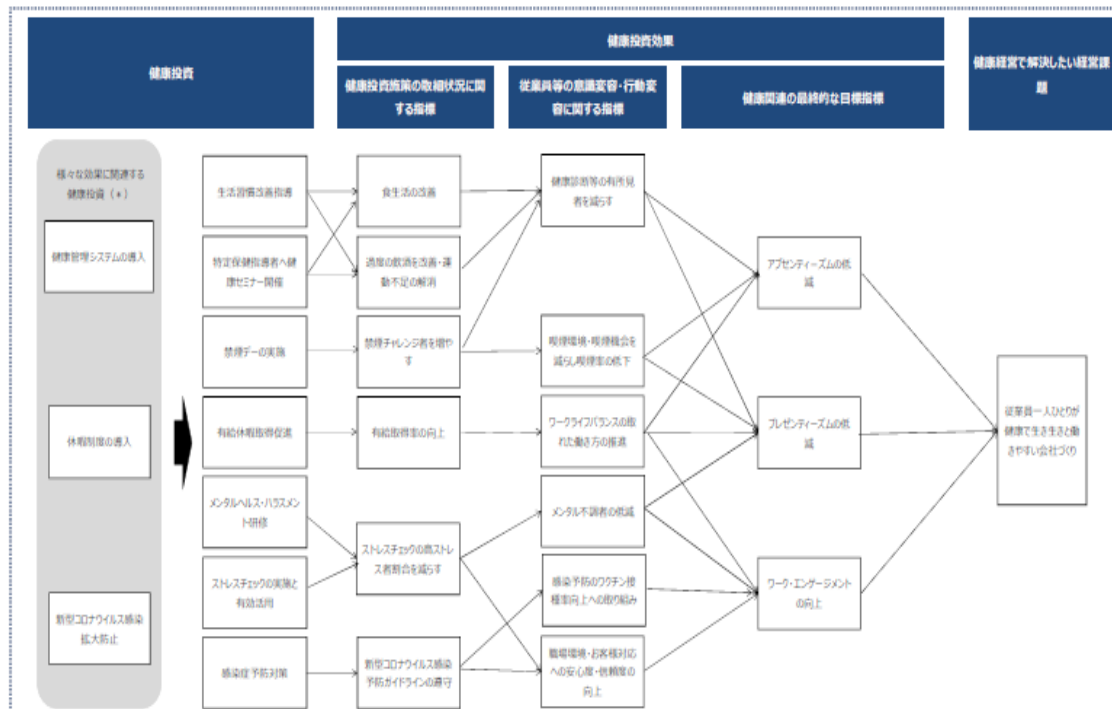 健康投資
健康投資効果
健康経営で解決したい経営課
題
健康投資施策の取組状況に関
する指標
従業員等の意識変容・行動変
容に関する指標
健康関連の最終的な目標指標
様々な効果に関連する
健康投資（＊）
健康管理システムの導入
休暇制度の導入
新型コロナウイルス感染
拡大防止
生活習慣改善指導
特定保健指導者へ健
康セミナー開催
禁煙デーの実施
有給休暇取得促進
メンタルヘルス・ハラスメン
ト研修
ストレスチェックの実施と
有効活用
感染症予防対策
食生活の改善
過度の飲酒を改善・運
動不足の解消
禁煙チャレンジ者を増や
す
有給取得率の向上
ストレスチェックの高ストレ
ス者割合を減らす
新型コロナウイルス感染
予防ガイドラインの遵守
健康診断等の有所見
者を減らす
喫煙環境・喫煙機会を
減らし喫煙率の低下
ワークライフバランスの取
れた働き方の推進
メンタル不調者の低減
感染予防のワクチン接
種率向上への取り組み
職場環境・お客様対応
への安心度・信頼度の
向上
アブセンティーズムの低
減
プレゼンティーズムの低
減
ワーク・エンゲージメント
の向上
従業員一人ひとりが
健康で生き生きと働
きやすい会社づくり